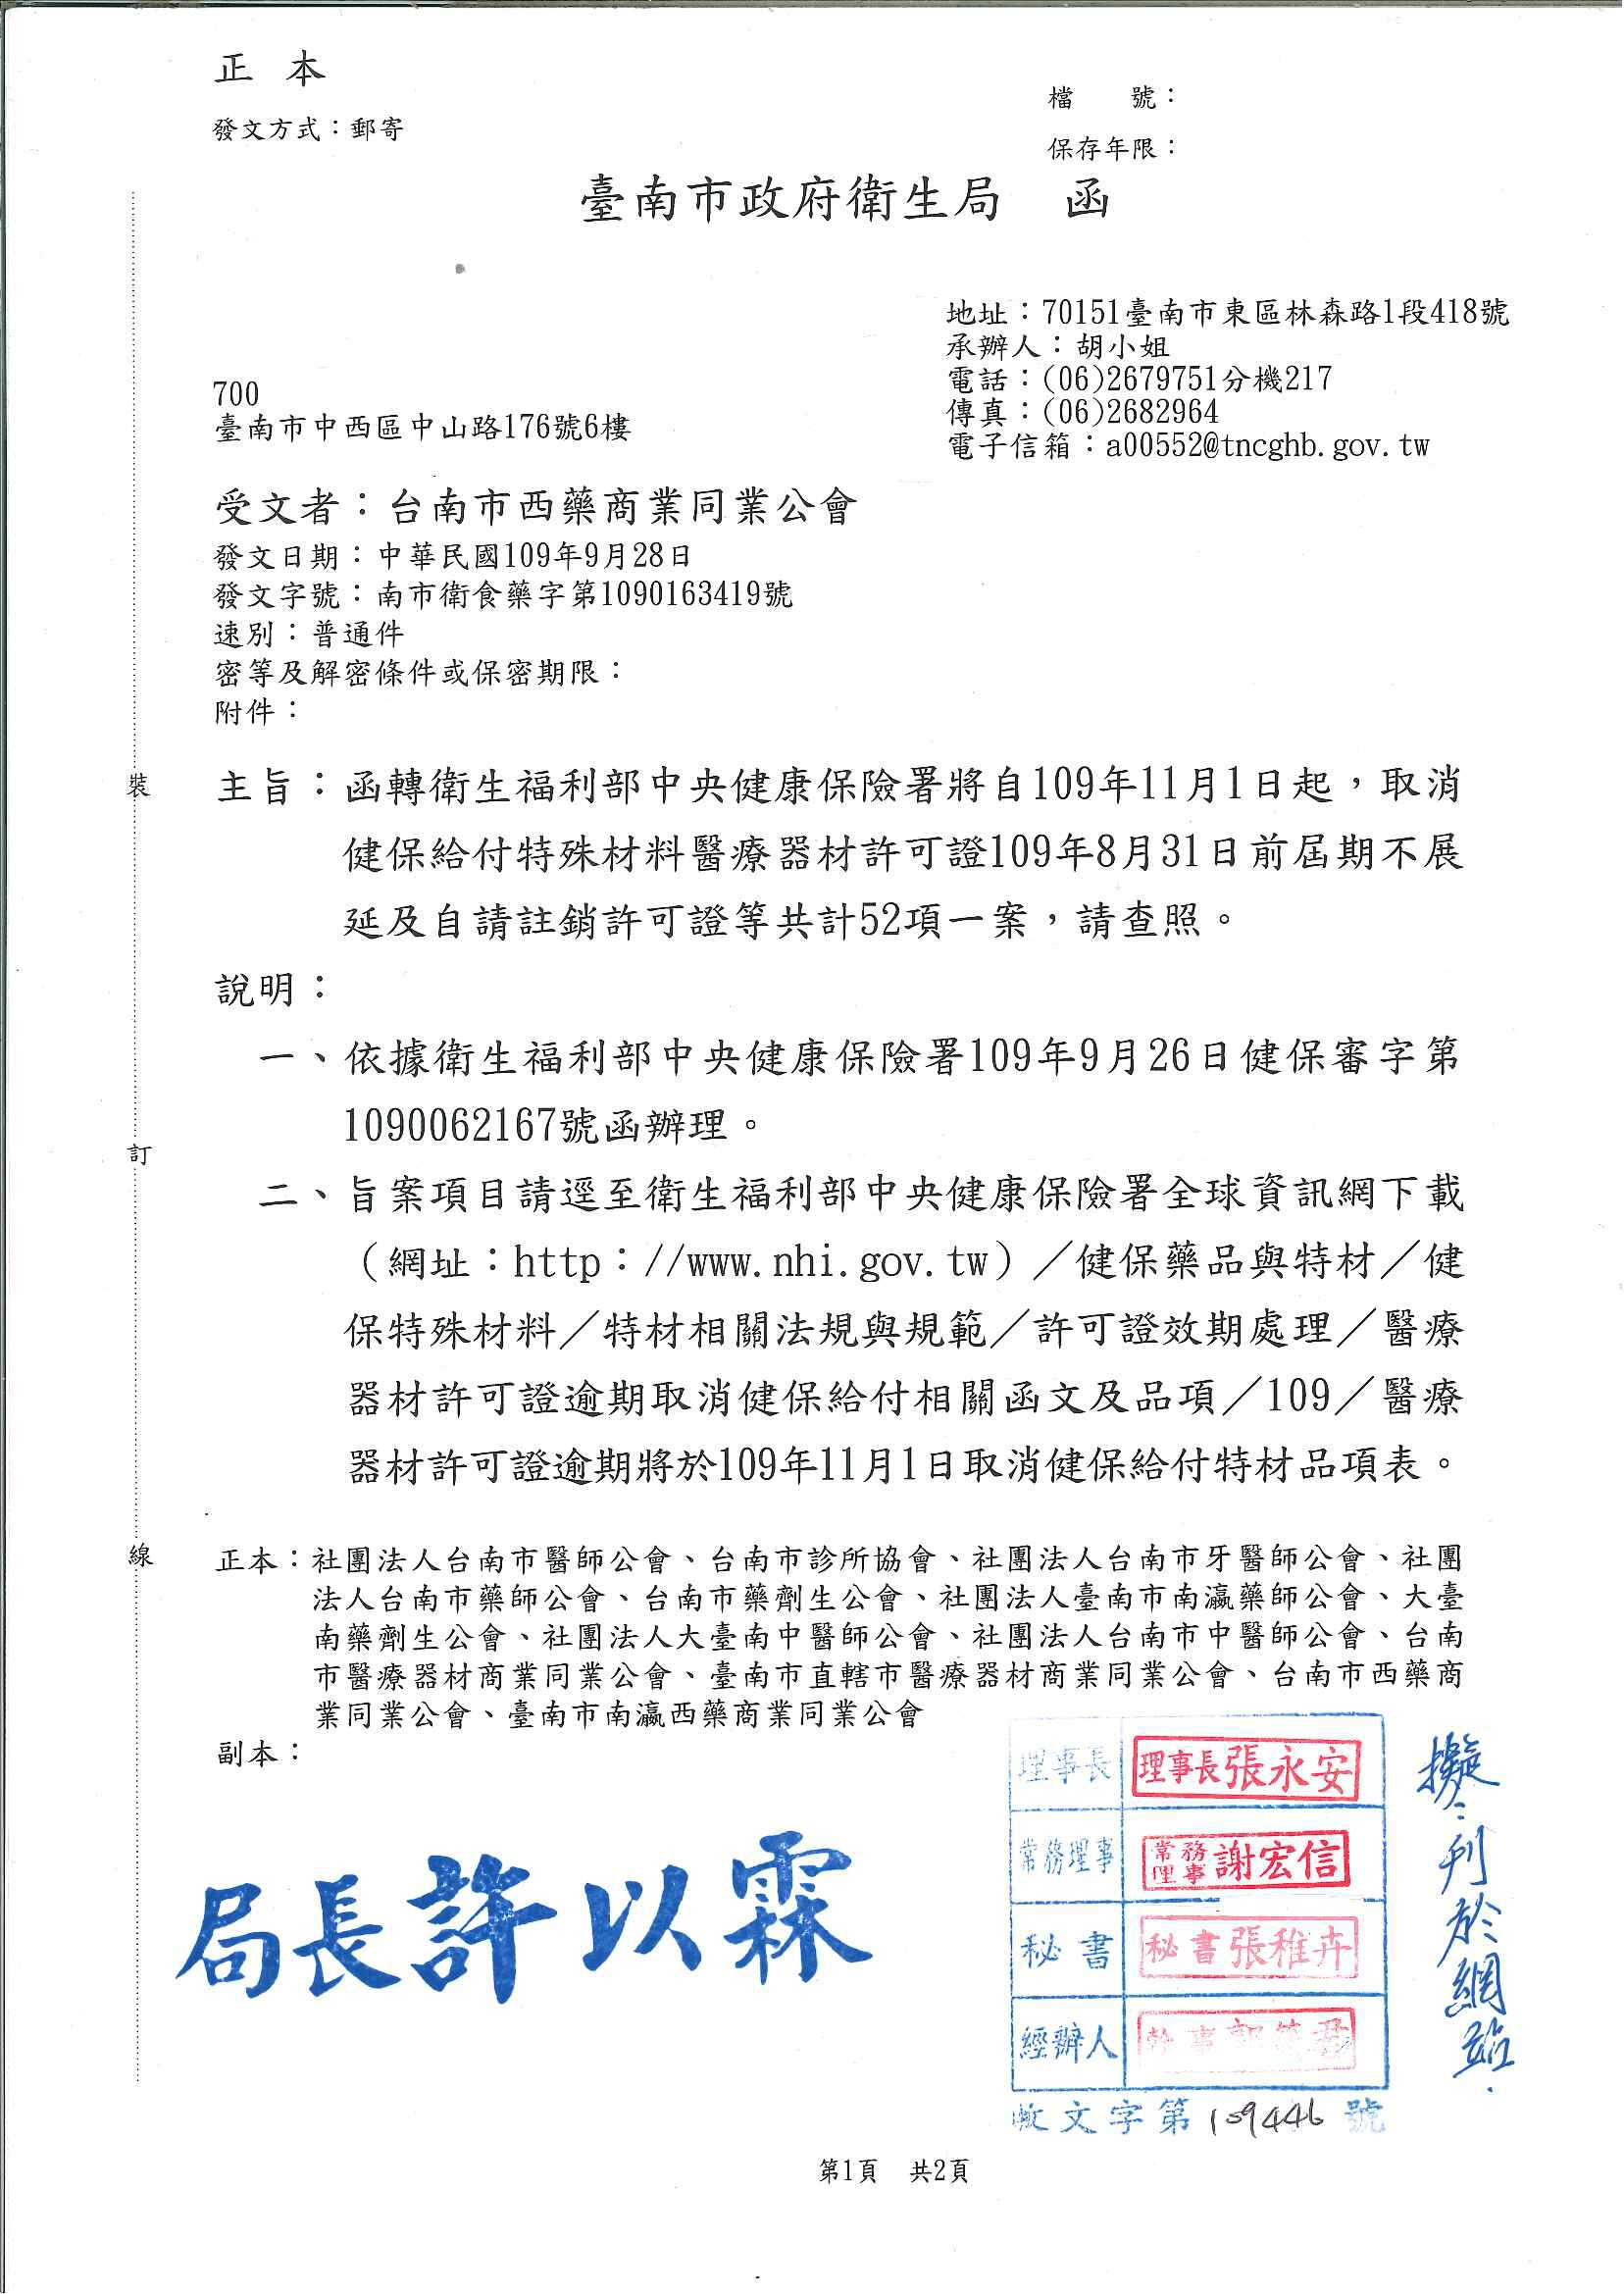 正 本
發文方式：郵寄
檔　　號：
保存年限：
臺南市政府衛生局　函
地址：70151臺南市東區林森路1段418號
承辦人：胡小姐
電話：(06)2679751分機217
傳真：(06)2682964
電子信箱：a00552@tncghb.gov.tw
700
臺南市中西區中山路176號6樓
受文者：台南市西藥商業同業公會
發文日期：中華民國109年9月28日
發文字號：南市衛食藥字第1090163419號
速別：普通件
密等及解密條件或保密期限：
附件：
主旨：函轉衛生福利部中央健康保險署將自109年11月1日起，取消
健保給付特殊材料醫療器材許可證109年8月31日前屆期不展
延及自請註銷許可證等共計52項一案，請查照。
說明：
一、依據衛生福利部中央健康保險署109年9月26日健保審字第
1090062167號函辦理。
二、旨案項目請逕至衛生福利部中央健康保險署全球資訊網下載
（網址：http：//www.nhi.gov.tw）／健保藥品與特材／健
保特殊材料／特材相關法規與規範／許可證效期處理／醫療
器材許可證逾期取消健保給付相關函文及品項／109／醫療
器材許可證逾期將於109年11月1日取消健保給付特材品項表。
裝
訂
線
正本：社團法人台南市醫師公會、台南市診所協會、社團法人台南市牙醫師公會、社團
法人台南市藥師公會、台南市藥劑生公會、社團法人臺南市南瀛藥師公會、大臺
南藥劑生公會、社團法人大臺南中醫師公會、社團法人台南市中醫師公會、台南
市醫療器材商業同業公會、臺南市直轄市醫療器材商業同業公會、台南市西藥商
業同業公會、臺南市南瀛西藥商業同業公會
副本：
局長許以霖
理事長 理事長張永安
常務理事 常務理事謝宏信
秘書 秘書張稚卉
經辦人 幹事
收文字第109446號
擬：刊於網站.
第1頁　共2頁